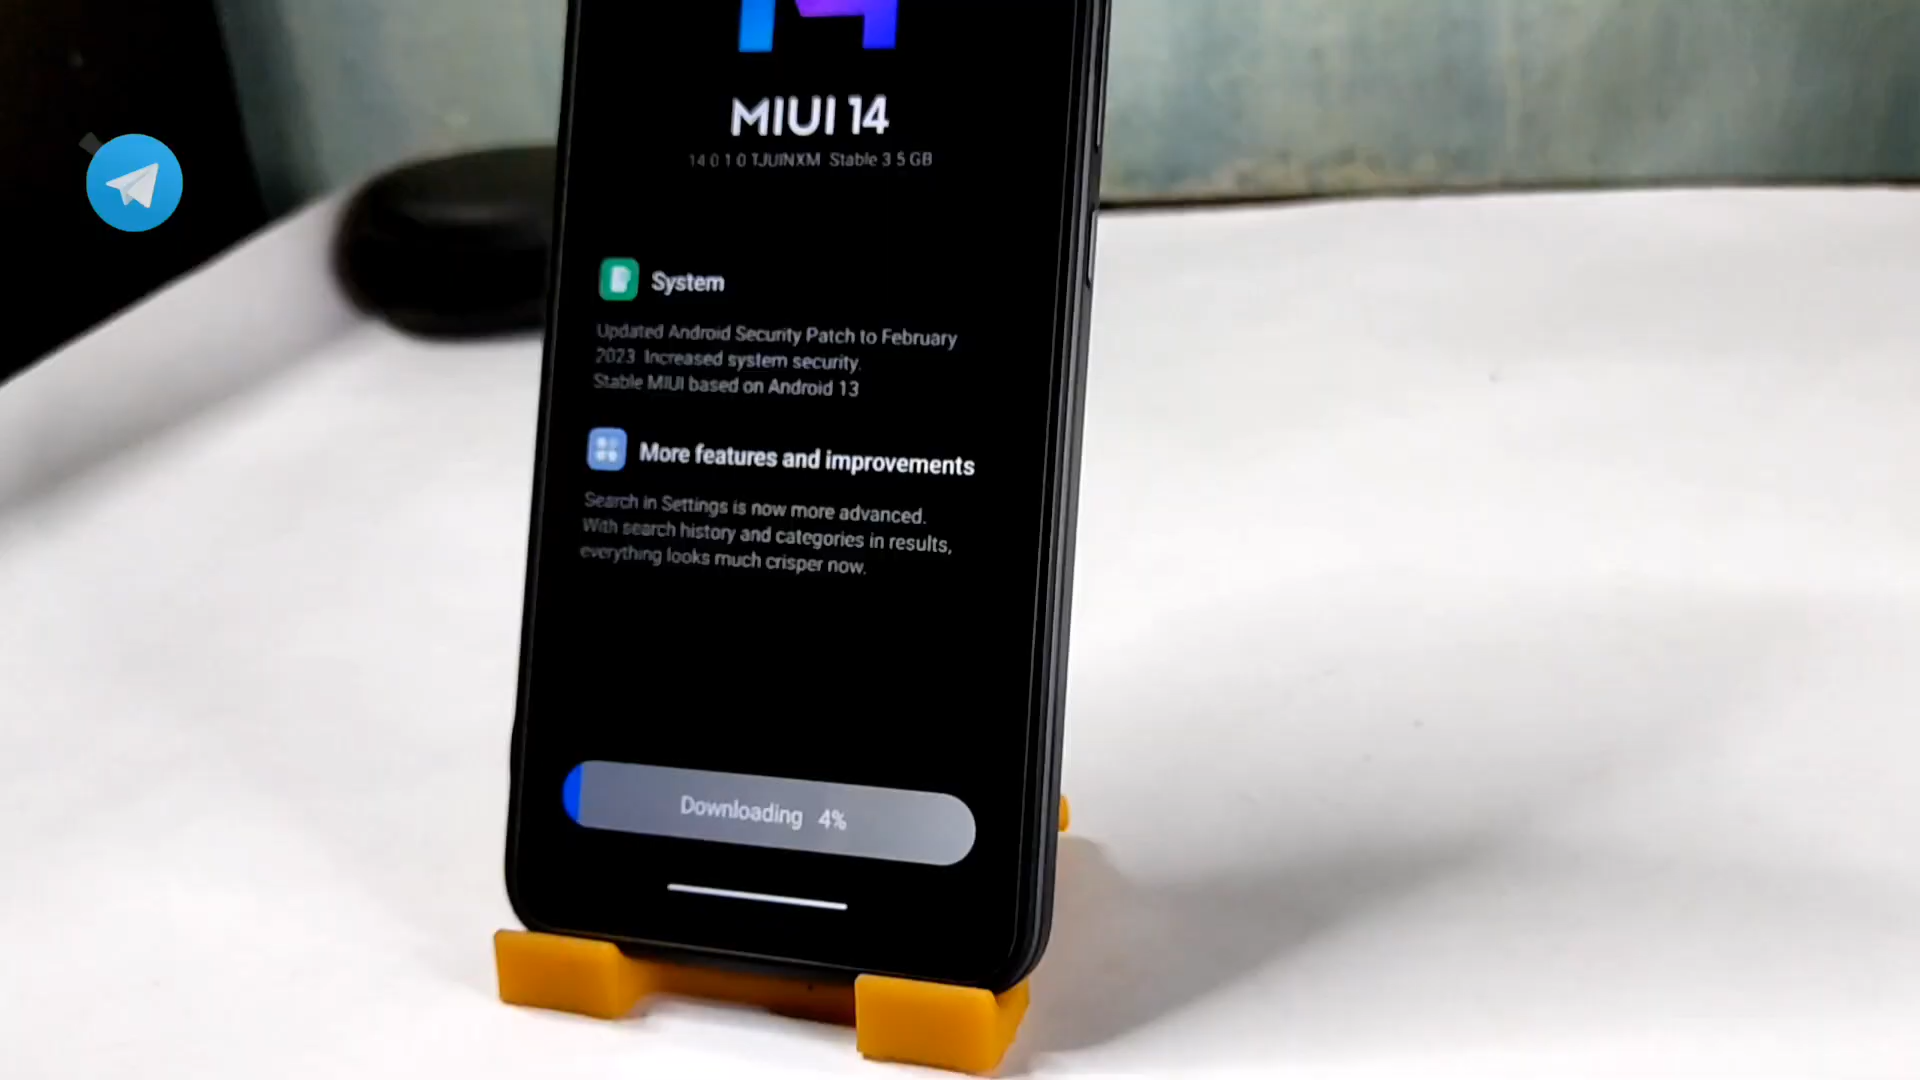 14
MIUI 14
14 0 1 0 TJUINXM Stable 3 5 GB
System
Updated Android Security Patch to February
2023 Increased system security.
Stable MIUI based on Android 13
More features and improvements
Search in Settings is now more advanced.
With search history and categories in results,
everything looks much crisper now.
Downloading 4%